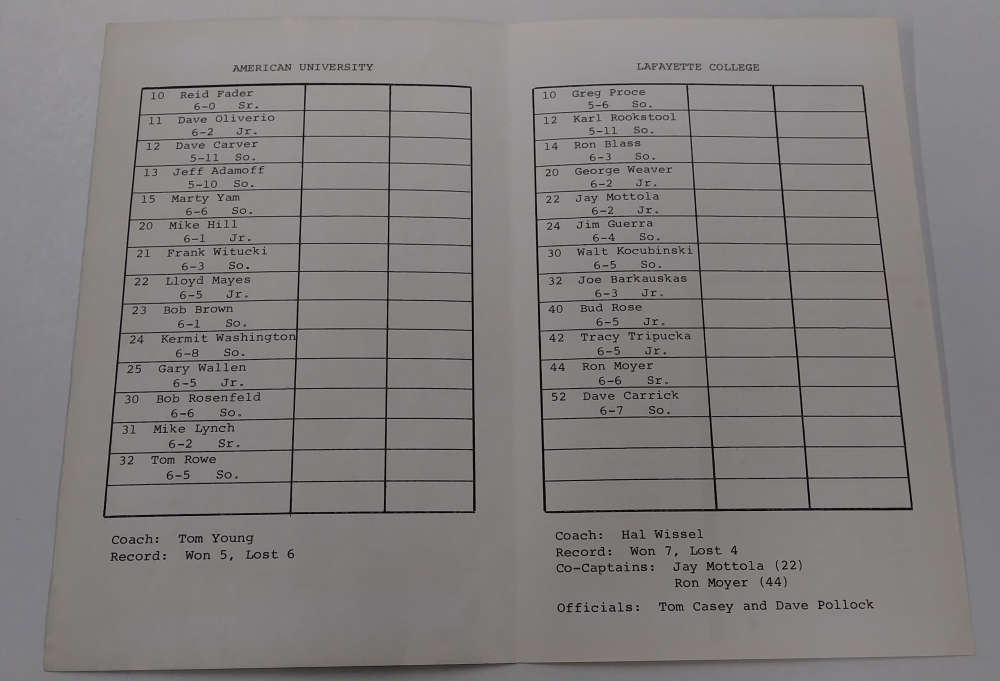 AMERICAN UNIVERSITY
10 Reid Fader
6-0 Sr.
11 Dave Oliverio
6-2 Jr.
12 Dave Carver
5-11 So.
13 Jeff Adamoff
5-10 So.
15 Marty Yam
6-6 So.
20 Mike Hill
6-1 Jr.
21 Frank Witucki
6-3 So.
22 Lloyd Mayes
6-5 Jr.
23 Bob Brown
6-1 So.
24 Kermit Washington
6-8 So.
25 Gary Wallen
6-5 Jr.
30 Bob Rosenfeld
6-6 So.
31 Mike Lynch
6-2 Sr.
32 Tom Rowe
6-5 So.
Coach: Tom Young
Record: Won 5, Lost 6
LAFAYETTE COLLEGE
10 Greg Proce
5-6 So.
12 Karl Rookstool
5-11 So.
14 Ron Blass
6-3 So.
20 George Weaver
6-2 Jr.
22 Jay Mottola
6-2 Jr.
24 Jim Guerra
6-4 So.
30 Walt Kocubinski
6-5 So.
32 Joe Barkauskas
6-3 Jr.
40 Bud Rose
6-5 Jr.
42 Tracy Tripucka
6-5 Jr.
44 Ron Moyer
6-6 Sr.
52 Dave Carrick
6-7 So.
Coach: Hal Wissel
Record: Won 7, Lost 4
Co-Captains: Jay Mottola (22)
Ron Moyer (44)
Officials: Tom Casey and Dave Pollock